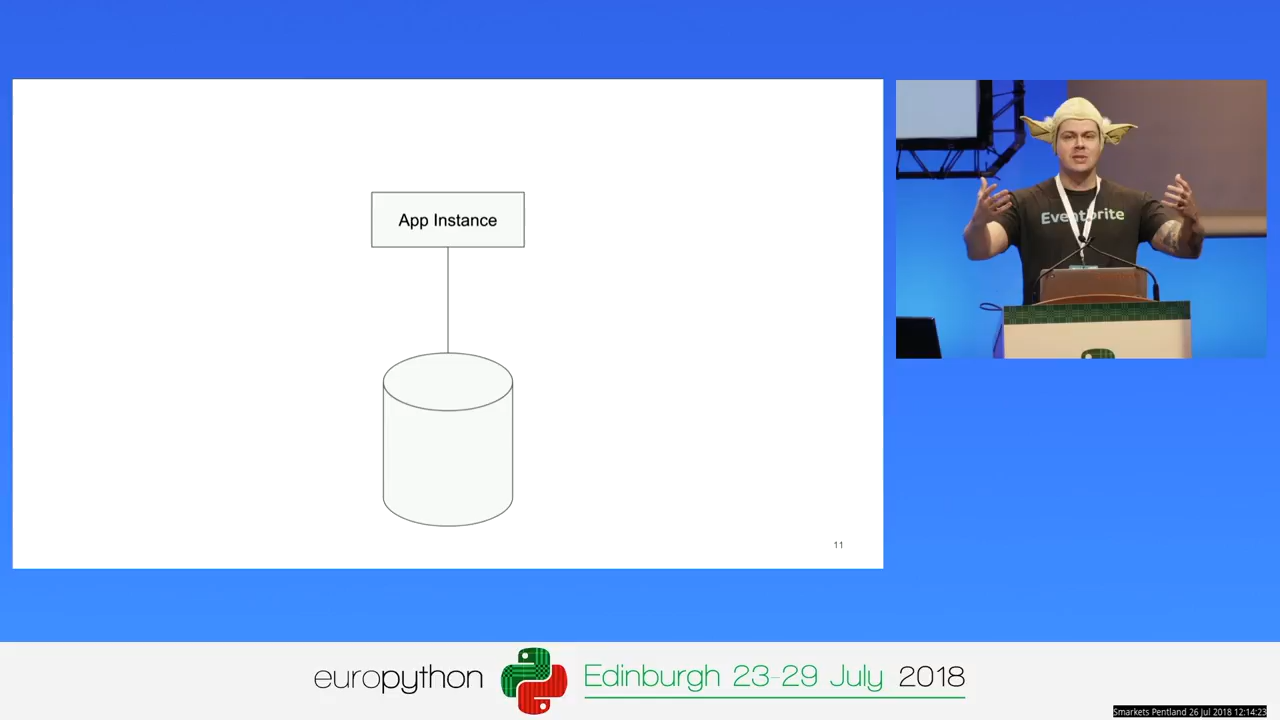 App Instance
11
Eventbrite
europython Edinburgh 23-29 July 2018
Smarkets Pentland 26 Jul 2018 12:14:23